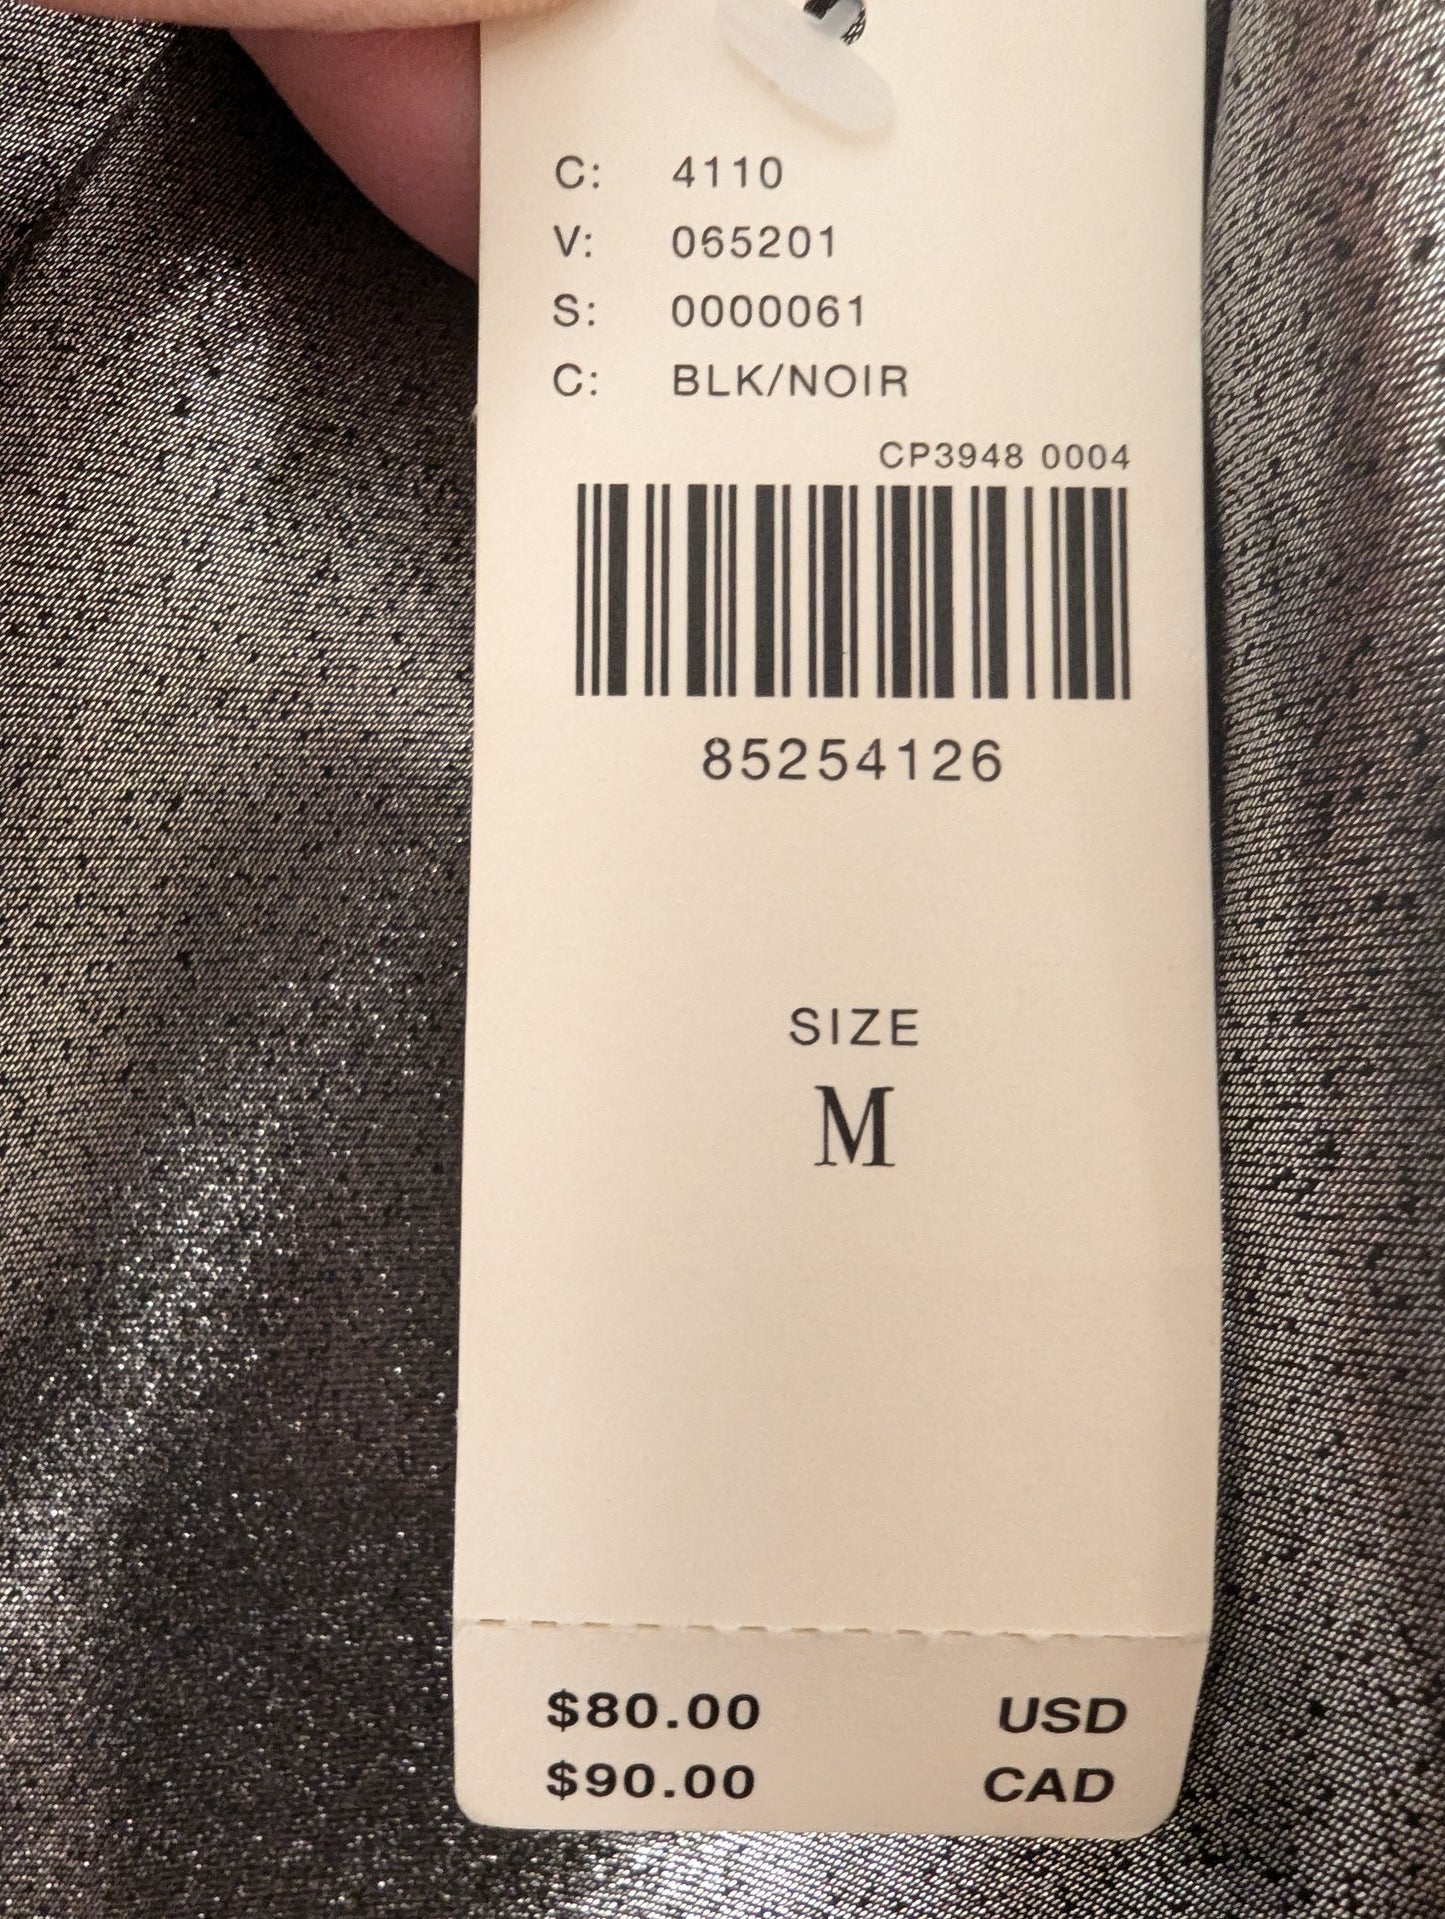 C: 4110
V: 065201
S: 0000061
C: BLK/NOIR
CP3948 0004
85254126
SIZE
M
$80.00 USD
$90.00 CAD